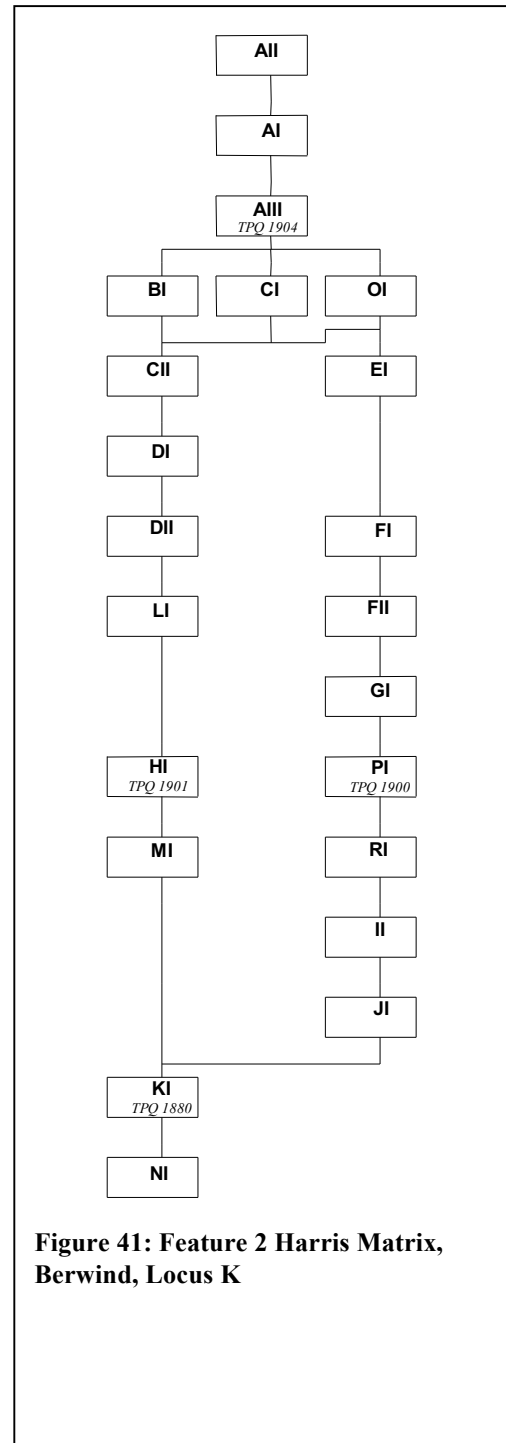 AII
AI
AIII
TPQ 1904
BI CI OI
CII EI
DI
DII FI
LI FII
GI
HI PI
TPQ 1901 TPQ 1900
MI RI
II
JI
KI
TPQ 1880
NI
Figure 41: Feature 2 Harris Matrix,
Berwind, Locus K